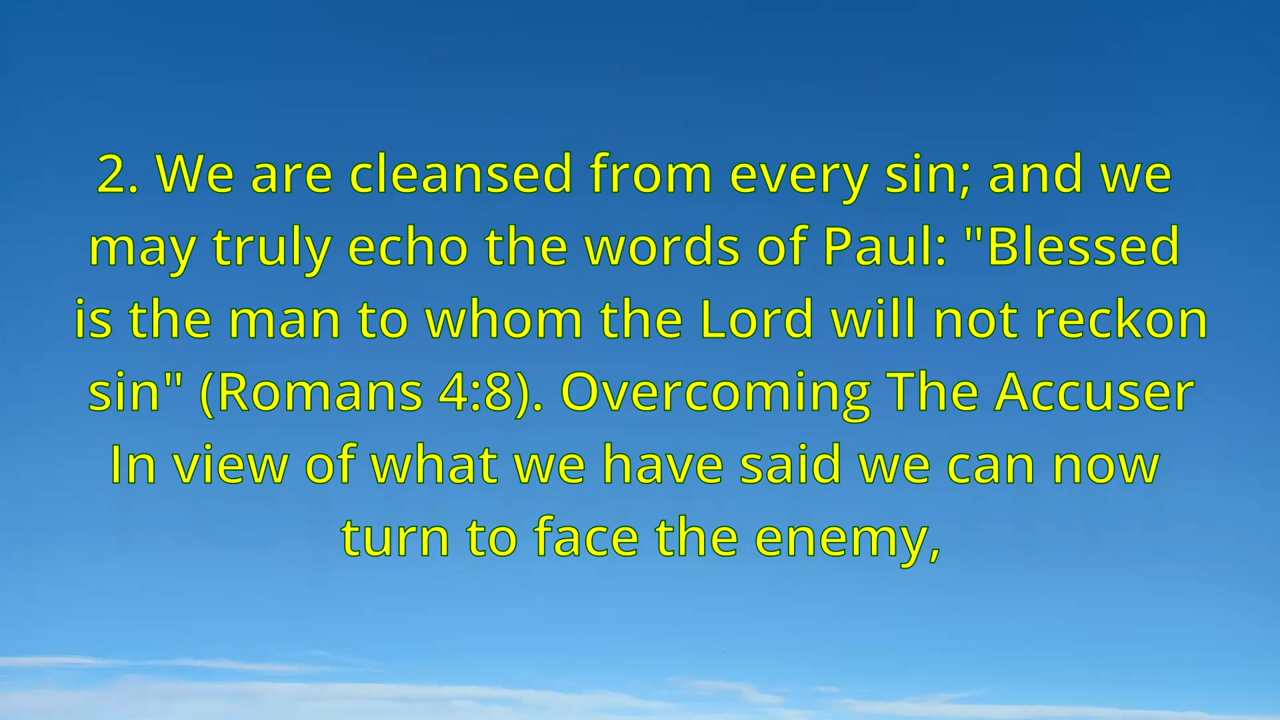 2. We are cleansed from every sin; and we
may truly echo the words of Paul: "Blessed
is the man to whom the Lord will not reckon
sin" (Romans 4:8). Overcoming The Accuser
In view of what we have said we can now
turn to face the enemy,